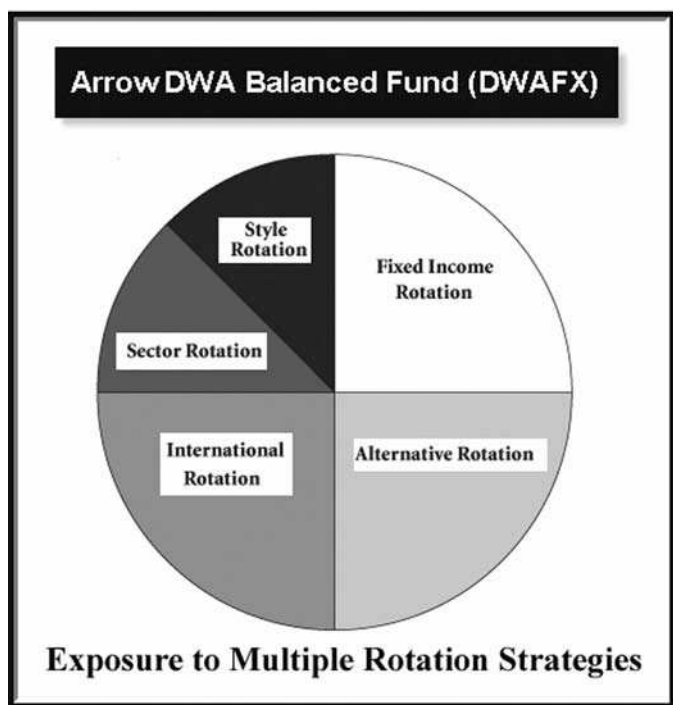 Arrow DWA Balanced Fund (DWAFX)
Style
Rotation
Fixed Income
Rotation
Sector Rotation
International
Rotation
Alternative Rotation
Exposure to Multiple Rotation Strategies